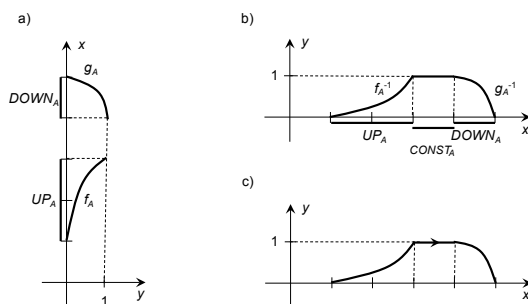 a)
x
g_A
DOWN_A
UP_A
f_A
1
y
b)
y
1
f_A^-1
g_A^-1
x
UP_A
CONST_A
DOWN_A
c)
y
1
x